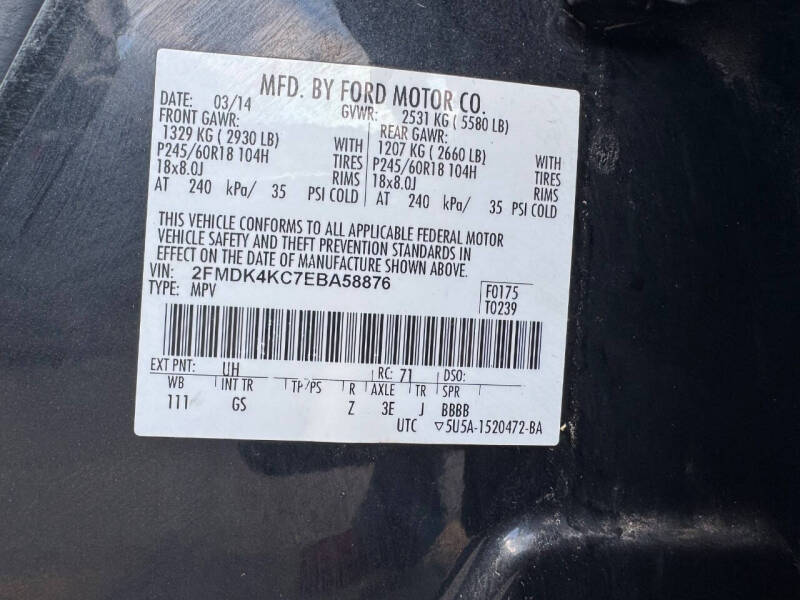 MFD. BY FORD MOTOR CO.
DATE: 03/14 GVWR: 2531 KG ( 5580 LB)
FRONT GAWR: REAR GAWR:
1329 KG ( 2930 LB) WITH 1207 KG ( 2660 LB) WITH
P245/60R18 104H TIRES P245/60R18 104H TIRES
18x8.0J RIMS 18x8.0J RIMS
AT 240 kPa/ 35 PSI COLD AT 240 kPa/ 35 PSI COLD
THIS VEHICLE CONFORMS TO ALL APPLICABLE FEDERAL MOTOR
VEHICLE SAFETY AND THEFT PREVENTION STANDARDS IN
EFFECT ON THE DATE OF MANUFACTURE SHOWN ABOVE.
VIN: 2FMDK4KC7EBA58876
TYPE: MPV F0175
T0239
EXT PNT: UH RC: 71 DSO:
WB INT TR TP/PS R AXLE TR SPR
111 GS Z 3E J BBBB
UTC ▽5U5A-1520472-BA